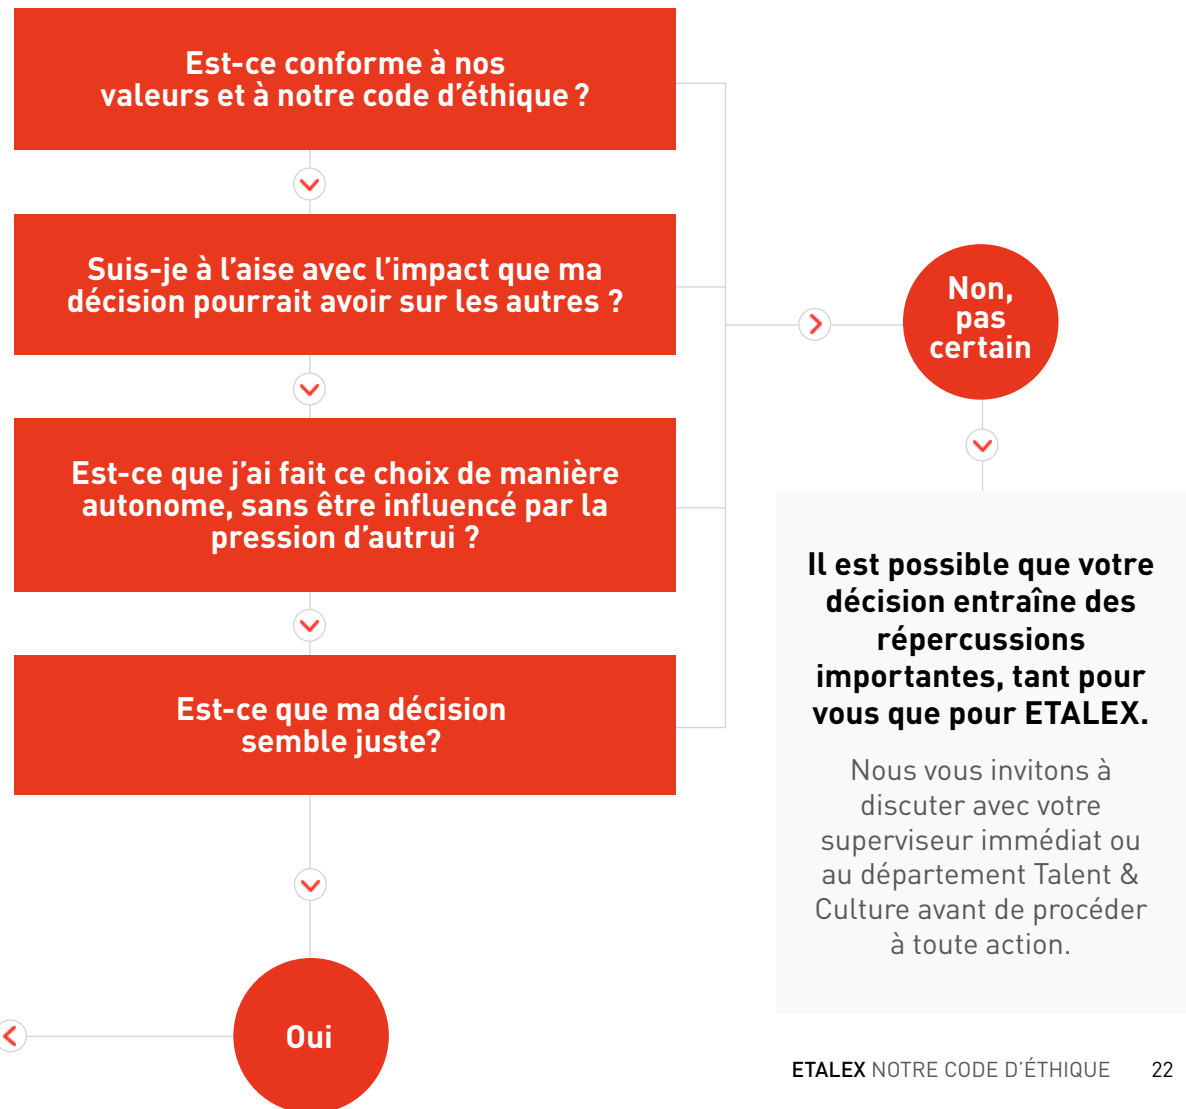 Est-ce conforme à nos
valeurs et à notre code d’éthique ?
Suis-je à l’aise avec l’impact que ma
décision pourrait avoir sur les autres ?
Est-ce que j’ai fait ce choix de manière
autonome, sans être influencé par la
pression d’autrui ?
Est-ce que ma décision
semble juste?
Oui
Non,
pas
certain
Il est possible que votre
décision entraîne des
répercussions
importantes, tant pour
vous que pour ETALEX.
Nous vous invitons à
discuter avec votre
superviseur immédiat ou
au département Talent &
Culture avant de procéder
à toute action.
ETALEX NOTRE CODE D’ÉTHIQUE 22